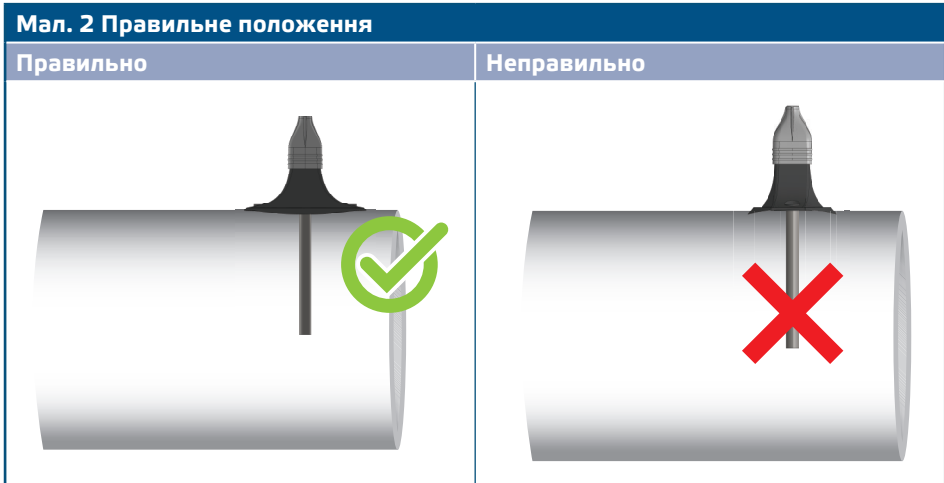 Мал. 2 Правильне положення
Правильно
Неправильно